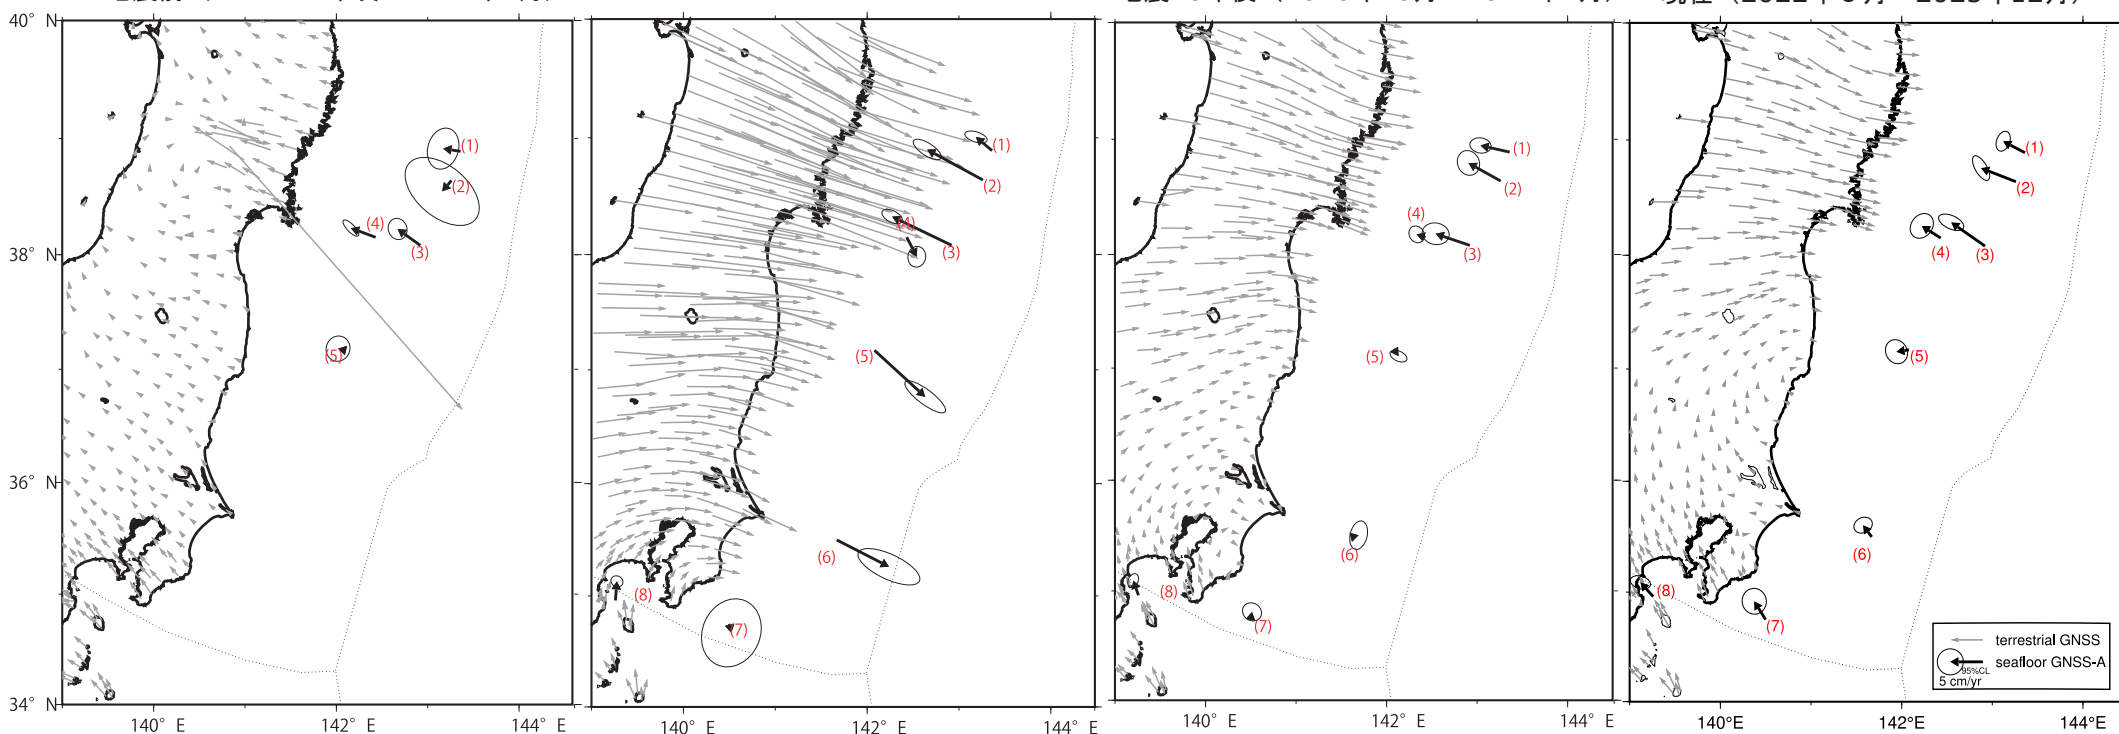 現在
40° N
38° N
36° N
34° N
(1)
(2)
(4)
(3)
(5)
140° E
142° E
144° E
(1)
(2)
(4)
(3)
(5)
(6)
(8)
(7)
140° E
142° E
144° E
(1)
(2)
(4)
(3)
(5)
(6)
(8)
(7)
140° E
142° E
144° E
(1)
(2)
(4)
(3)
(5)
(6)
(8)
(7)
terrestrial GNSS
seafloor GNSS-A
95%CL
5 cm/yr
140°E
142°E
144°E